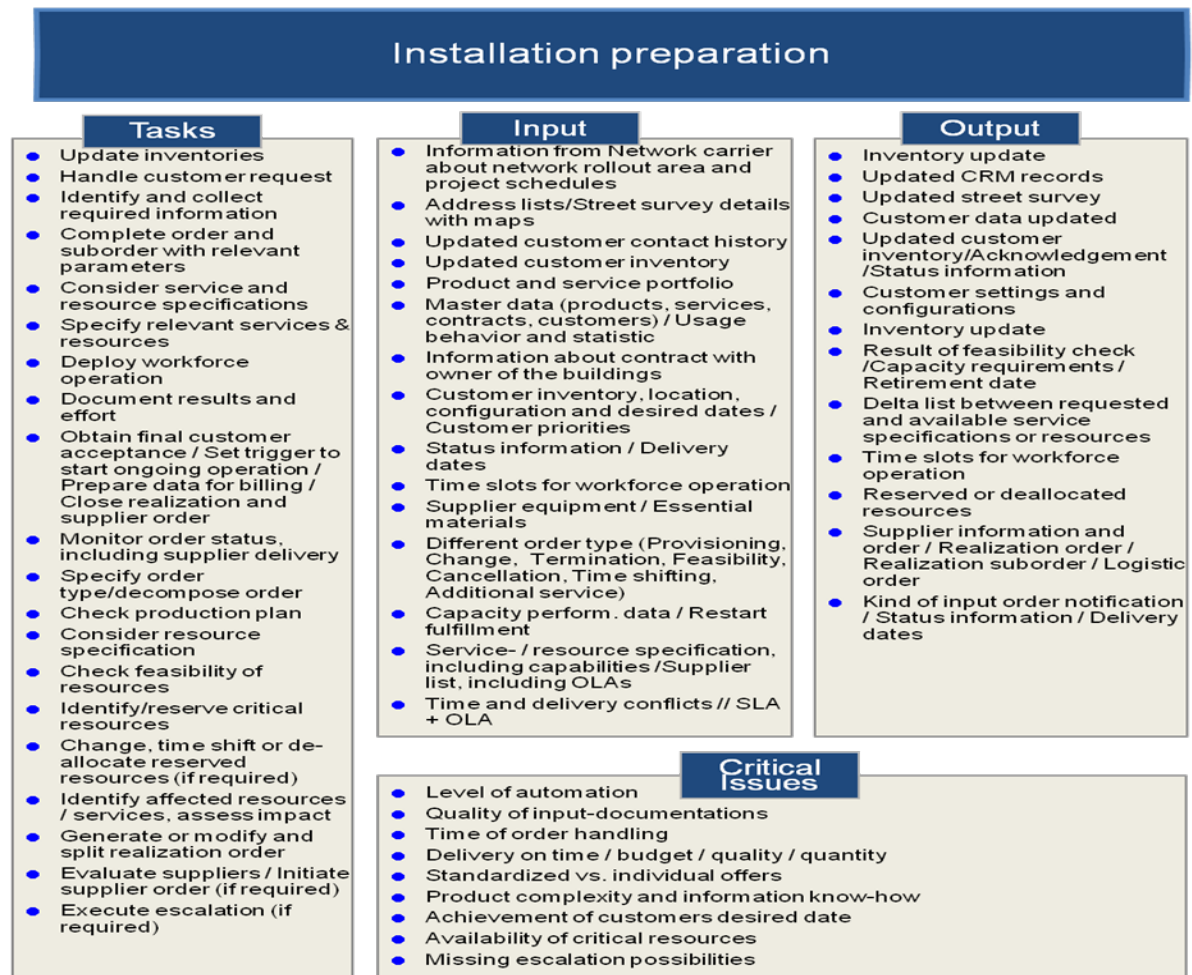 Installation preparation
Tasks
Update inventories
Handle customer request
Identify and collect
required information
Complete order and
suborder with relevant
parameters
Consider service and
resource specifications
Specify relevant services &
resources
Deploy workforce
operation
Document results and
effort
Obtain final customer
acceptance / Set trigger to
start ongoing operation /
Prepare data for billing /
Close realization and
supplier order
Monitor order status,
including supplier delivery
Specify order
type/decompose order
Check production plan
Consider resource
specification
Check feasibility of
resources
Identify/reserve critical
resources
Change, time shift or de-
allocate reserved
resources (if required)
Identify affected resources
/ services, assess impact
Generate or modify and
split realization order
Evaluate suppliers / Initiate
supplier order (if required)
Execute escalation (if
required)
Input
Information from Network carrier
about network rollout area and
project schedules
Address lists/Street survey details
with maps
Updated customer contact history
Updated customer inventory
Product and service portfolio
Master data (products, services,
contracts, customers) / Usage
behavior and statistic
Information about contract with
owner of the buildings
Customer inventory, location,
configuration and desired dates /
Customer priorities
Status information / Delivery
dates
Time slots for workforce operation
Supplier equipment / Essential
materials
Different order type (Provisioning,
Change, Termination, Feasibility,
Cancellation, Time shifting,
Additional service)
Capacity perform. data / Restart
fulfillment
Service- / resource specification,
including capabilities /Supplier
list, including OLAs
Time and delivery conflicts // SLA
+ OLA
Output
Inventory update
Updated CRM records
Updated street survey
Customer data updated
Updated customer
inventory/Acknowledgement
/Status information
Customer settings and
configurations
Inventory update
Result of feasibility check
/Capacity requirements /
Retirement date
Delta list between requested
and available service
specifications or resources
Time slots for workforce
operation
Reserved or deallocated
resources
Supplier information and
order / Realization order /
Realization suborder / Logistic
order
Kind of input order notification
/ Status information / Delivery
dates
Critical
Issues
Level of automation
Quality of input-documentations
Time of order handling
Delivery on time / budget / quality / quantity
Standardized vs. individual offers
Product complexity and information know-how
Achievement of customers desired date
Availability of critical resources
Missing escalation possibilities